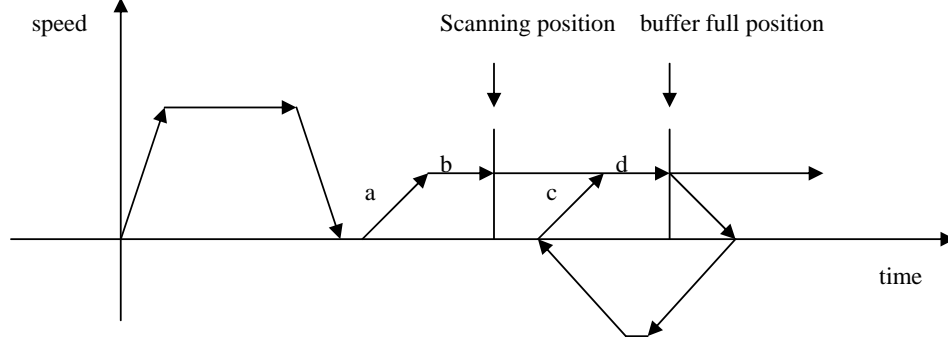 speed
Scanning position
buffer full position
a
b
c
d
time